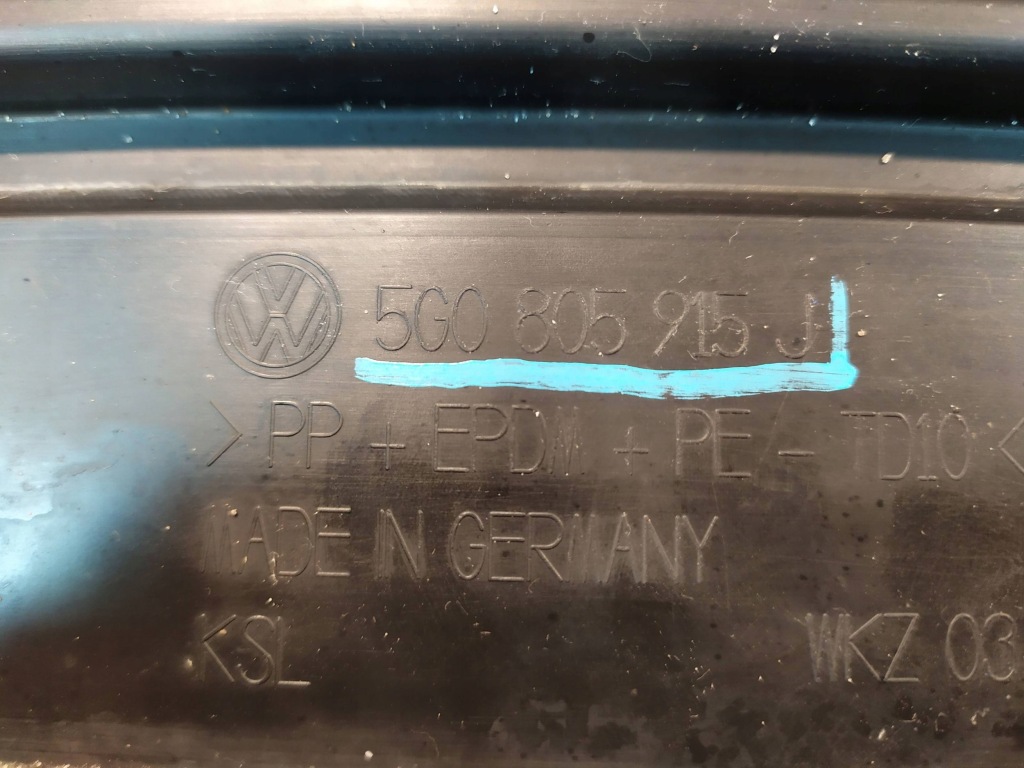 5G0 805 915 J
>PP + EPDM + PE - TD10<
MADE IN GERMANY
KSL
WKZ 03